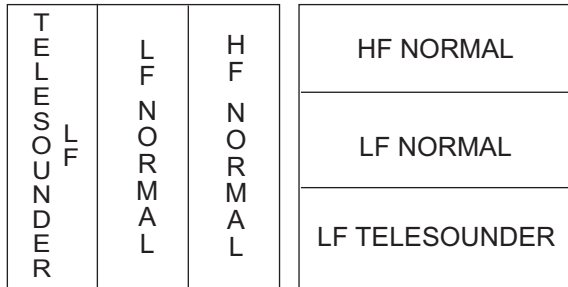 TELESOUNDER
LF
LF NORMAL
HF NORMAL
HF NORMAL
LF NORMAL
LF TELESOUNDER